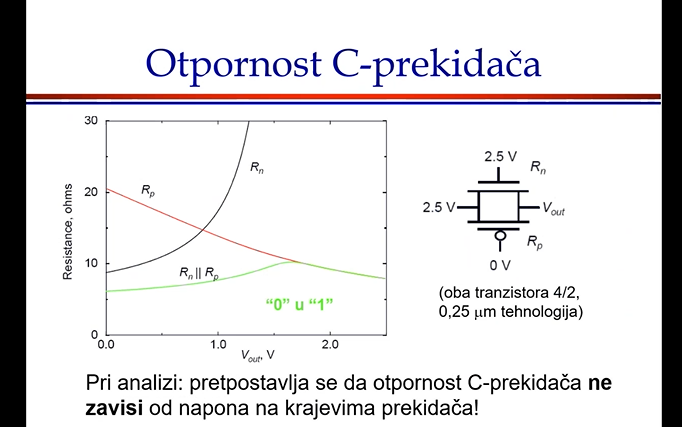 Otpornost C-prekidača
30
20
10
0
0.0
1.0
2.0
Resistance, ohms
Vout, V
Rn
Rp
Rn || Rp
“0” u “1”
2.5 V
Rn
2.5 V
Vout
Rp
0 V
(oba tranzistora 4/2,
0,25 µm tehnologija)
Pri analizi: pretpostavlja se da otpornost C-prekidača ne
zavisi od napona na krajevima prekidača!